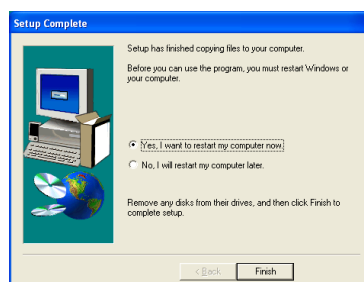 Setup Complete
Setup has finished copying files to your computer.
Before you can use the program, you must restart Windows or
your computer.
Yes, I want to restart my computer now.
No, I will restart my computer later.
Remove any disks from their drives, and then click Finish to
complete setup.
< Back
Finish